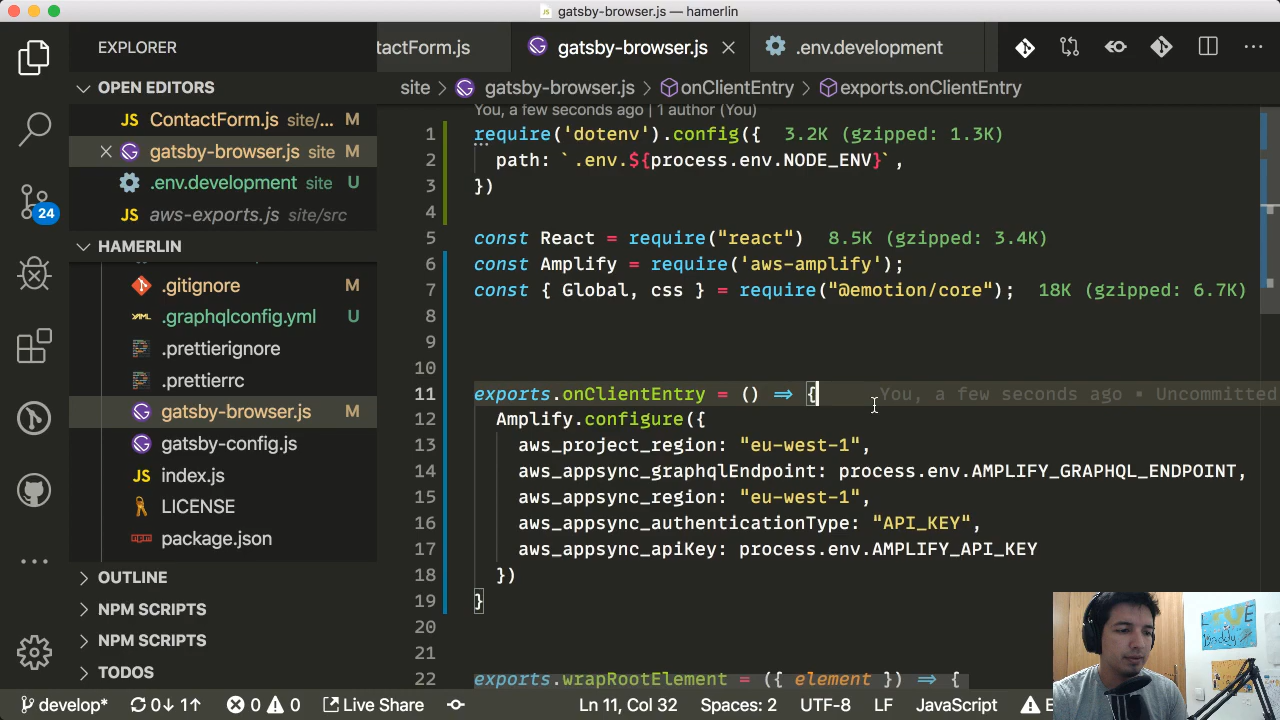 gatsby-browser.js — hamerlin
EXPLORER
tactForm.js
gatsby-browser.js
.env.development
OPEN EDITORS
site > gatsby-browser.js > onClientEntry > exports.onClientEntry
ContactForm.js site/... M
gatsby-browser.js site M
.env.development site U
aws-exports.js site/src
24
HAMERLIN
.gitignore M
.graphqlconfig.yml U
.prettierignore
.prettierrc
gatsby-browser.js M
gatsby-config.js
index.js
LICENSE
package.json
OUTLINE
NPM SCRIPTS
NPM SCRIPTS
TODOS
You, a few seconds ago | 1 author (You)
1 require('dotenv').config({ 3.2K (gzipped: 1.3K)
2 path: `.env.${process.env.NODE_ENV}`,
3 })
4
5 const React = require("react") 8.5K (gzipped: 3.4K)
6 const Amplify = require('aws-amplify');
7 const { Global, css } = require("@emotion/core"); 18K (gzipped: 6.7K)
8
9
10
11 exports.onClientEntry = () => { You, a few seconds ago • Uncommitted
12 Amplify.configure({
13 aws_project_region: "eu-west-1",
14 aws_appsync_graphqlEndpoint: process.env.AMPLIFY_GRAPHQL_ENDPOINT,
15 aws_appsync_region: "eu-west-1",
16 aws_appsync_authenticationType: "API_KEY",
17 aws_appsync_apiKey: process.env.AMPLIFY_API_KEY
18 })
19 }
20
21
22 exports.wrapRootElement = ({ element }) => {
develop* 0↓ 1↑ 0 0 Live Share Ln 11, Col 32 Spaces: 2 UTF-8 LF JavaScript E